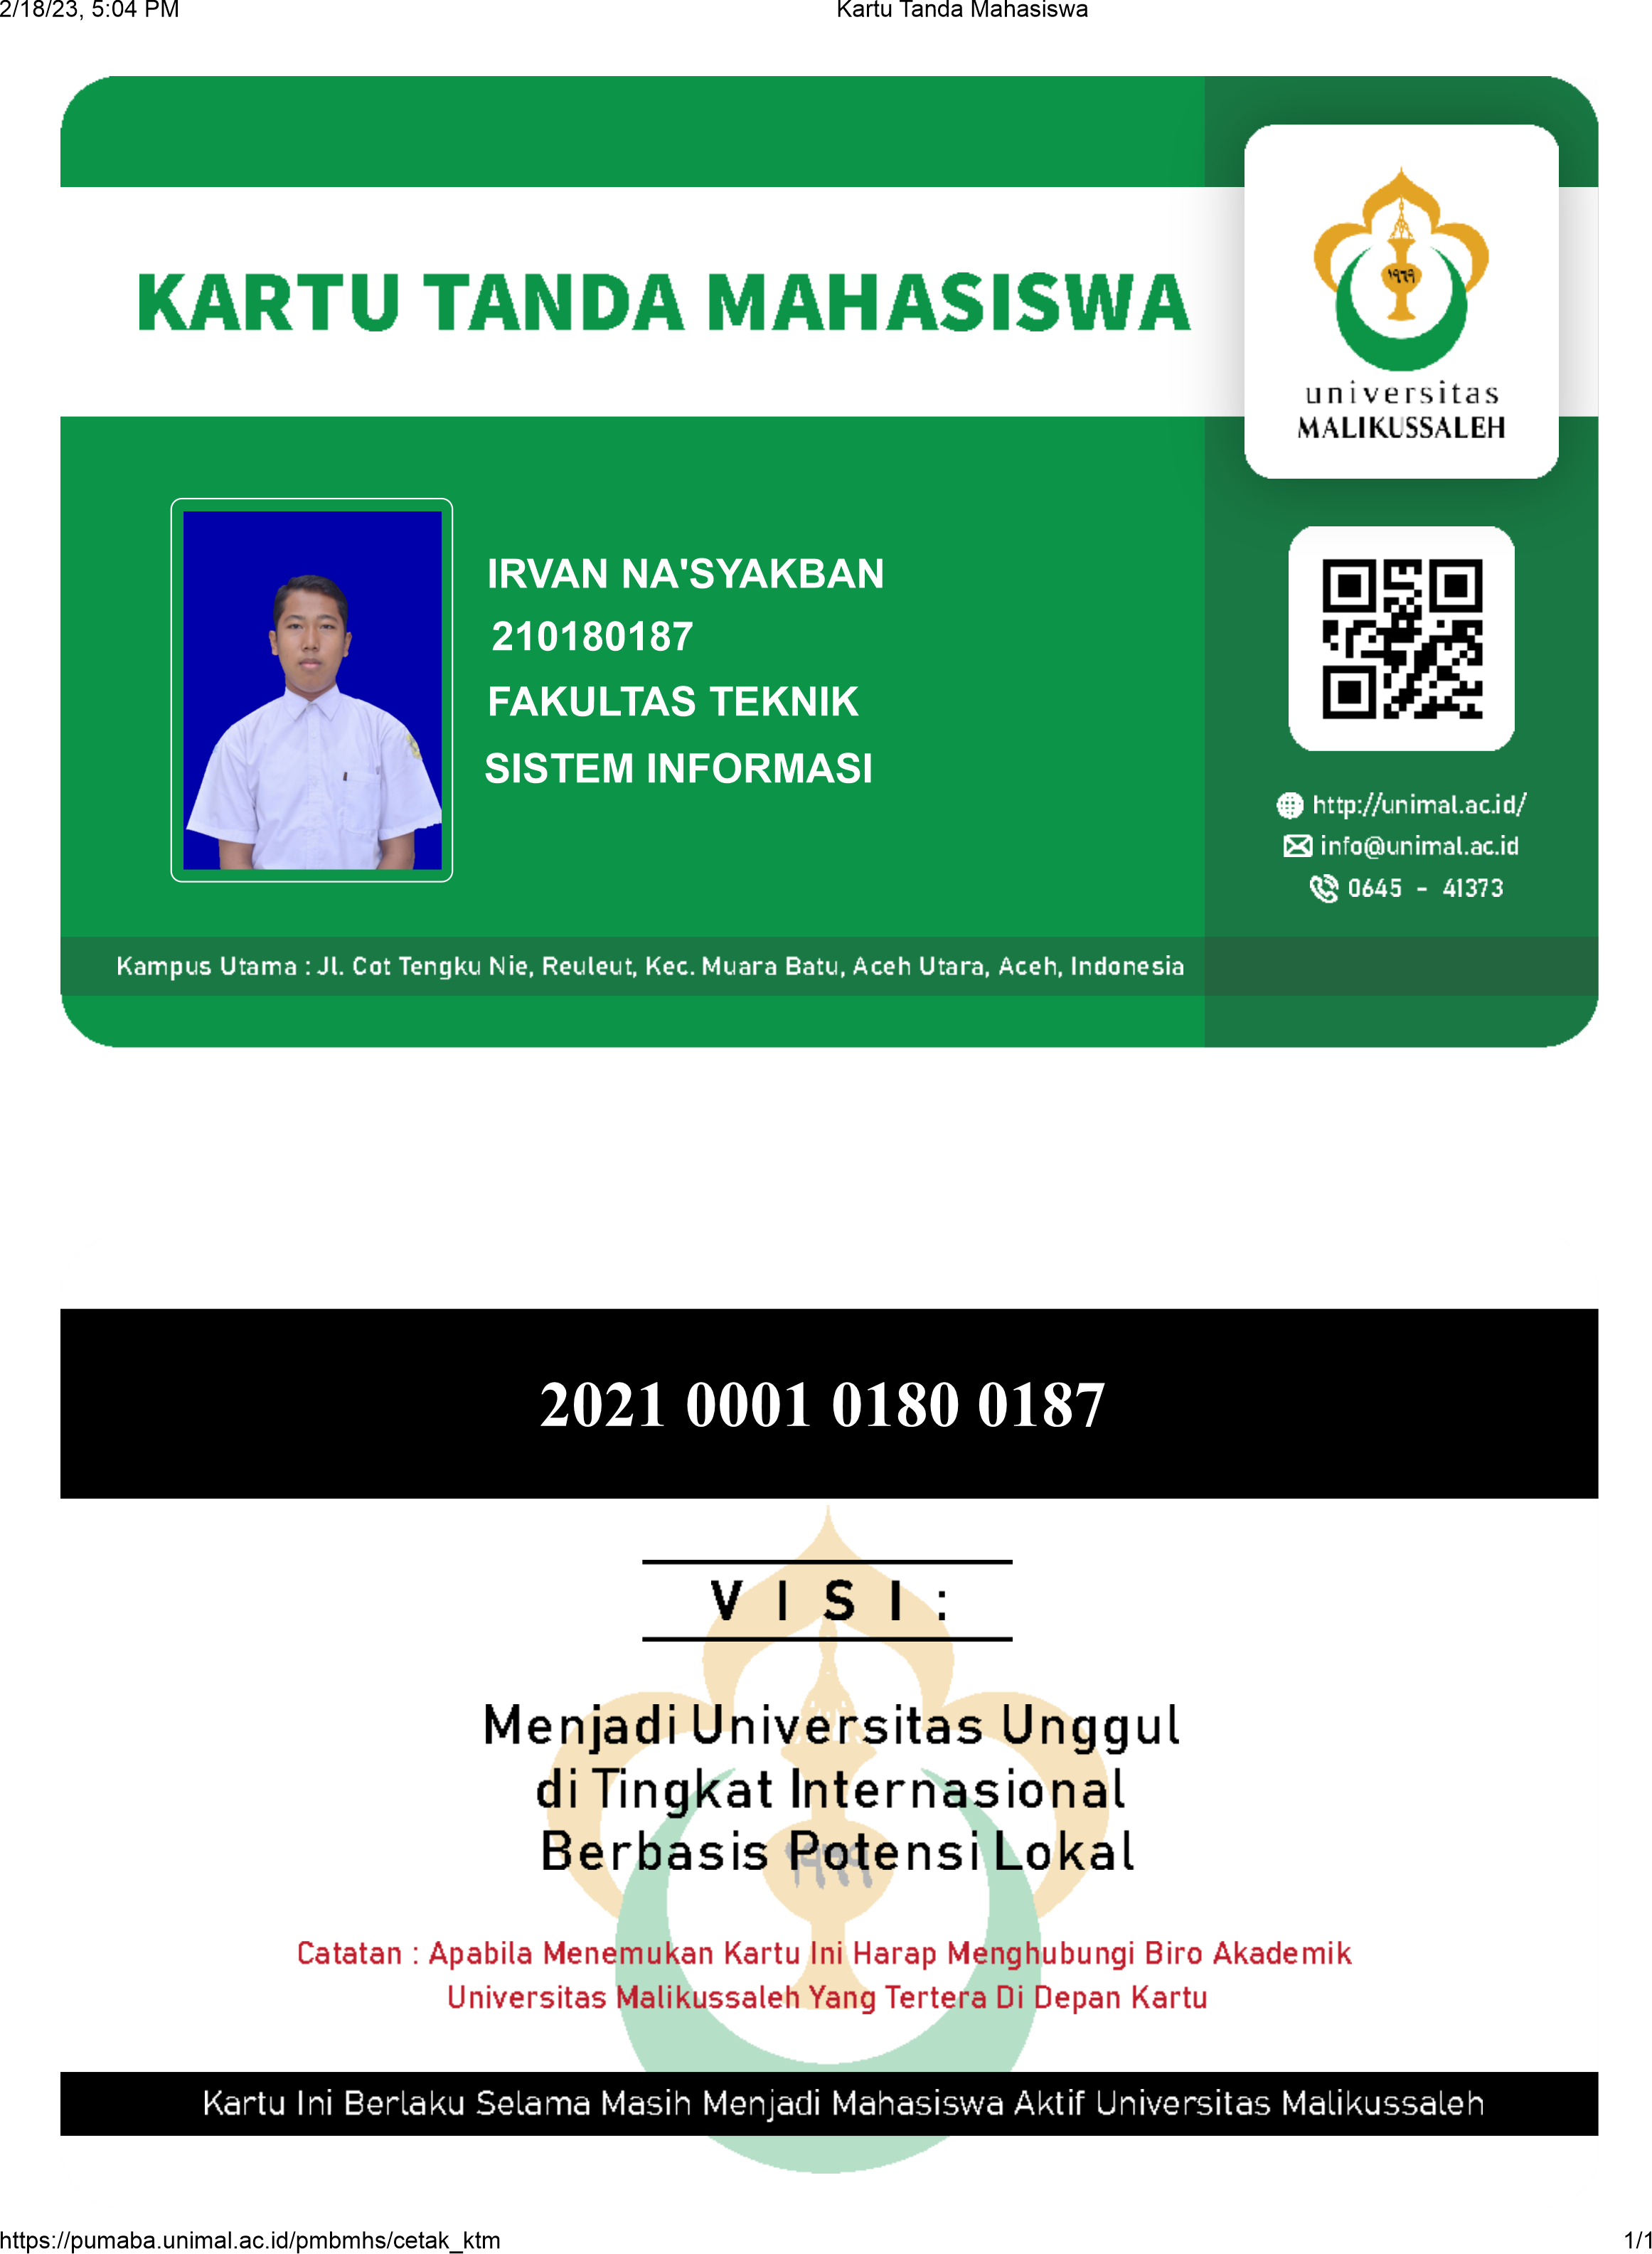 2/18/23, 5:04 PM
Kartu Tanda Mahasiswa
KARTU TANDA MAHASISWA
١٩٦٩
universitas
MALIKUSSALEH
IRVAN NA'SYAKBAN
210180187
FAKULTAS TEKNIK
SISTEM INFORMASI
http://unimal.ac.id/
info@unimal.ac.id
0645 - 41373
Kampus Utama : Jl. Cot Tengku Nie, Reuleut, Kec. Muara Batu, Aceh Utara, Aceh, Indonesia
2021 0001 0180 0187
VISI:
Menjadi Universitas Unggul
di Tingkat Internasional
Berbasis Potensi Lokal
Catatan : Apabila Menemukan Kartu Ini Harap Menghubungi Biro Akademik
Universitas Malikussaleh Yang Tertera Di Depan Kartu
Kartu Ini Berlaku Selama Masih Menjadi Mahasiswa Aktif Universitas Malikussaleh
https://pumaba.unimal.ac.id/pmbmhs/cetak_ktm
1/1